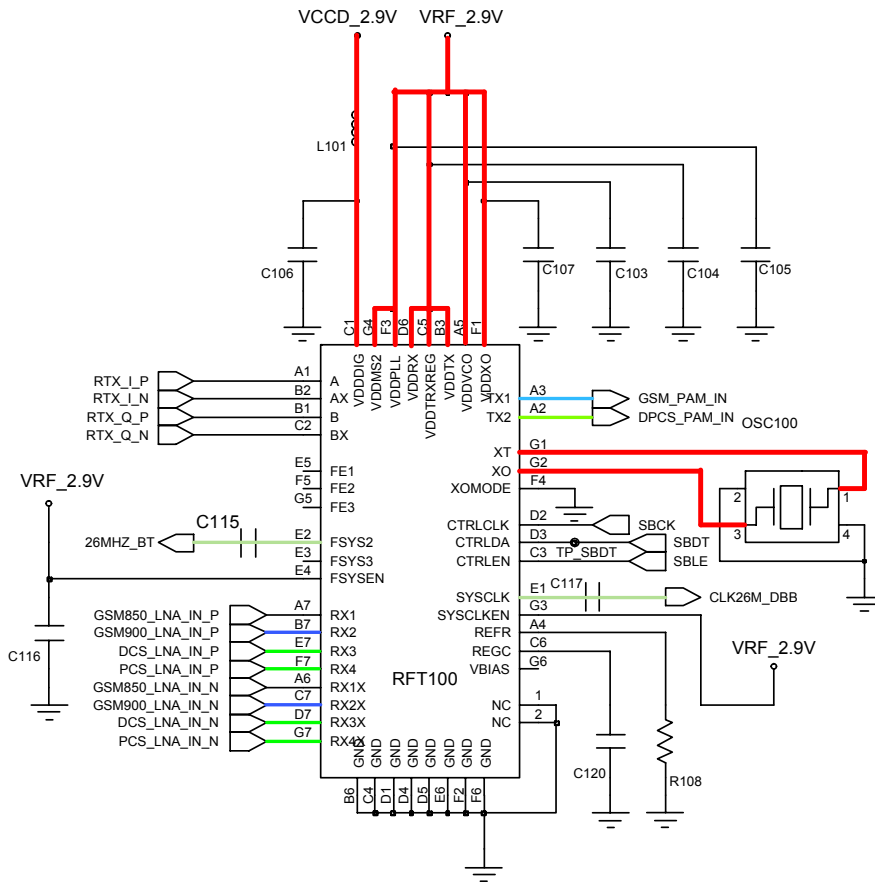 VCCD_2.9V VRF_2.9V
L101
C106 C107 C103 C104 C105
C1 G4 F3 D6 C5 B3 A5 F1
VDDDIG VDDMS2 VDDPLL VDDRX VDDTRXREG VDDTX VDDVCO VDDXO
RTX_I_P A1 A
RTX_I_N B2 AX
RTX_Q_P B1 B
RTX_Q_N C2 BX
TX1 A3 GSM_PAM_IN
TX2 A2 DPCS_PAM_IN
OSC100
XT G1
XO G2
XOMODE F4
2 1
3 4
E5 FE1
F5 FE2
G5 FE3
VRF_2.9V
C115
26MHZ_BT E2 FSYS2
E3 FSYS3
E4 FSYSEN
CTRLCLK D2 SBCK
CTRLDA D3 TP_SBDT SBDT
CTRLEN C3 SBLE
SYSCLK E1 C117 CLK26M_DBB
SYSCLKEN G3
REFR A4
REGC C6
VBIAS G6
VRF_2.9V
C116
GSM850_LNA_IN_P A7 RX1
GSM900_LNA_IN_P B7 RX2
DCS_LNA_IN_P E7 RX3
PCS_LNA_IN_P F7 RX4
GSM850_LNA_IN_N A6 RX1X
GSM900_LNA_IN_N C7 RX2X
DCS_LNA_IN_N D7 RX3X
PCS_LNA_IN_N G7 RX4X
RFT100
NC 1
NC 2
GND GND GND GND GND GND GND GND
B6 C4 D1 D4 D5 E6 F2 F6
C120
R108